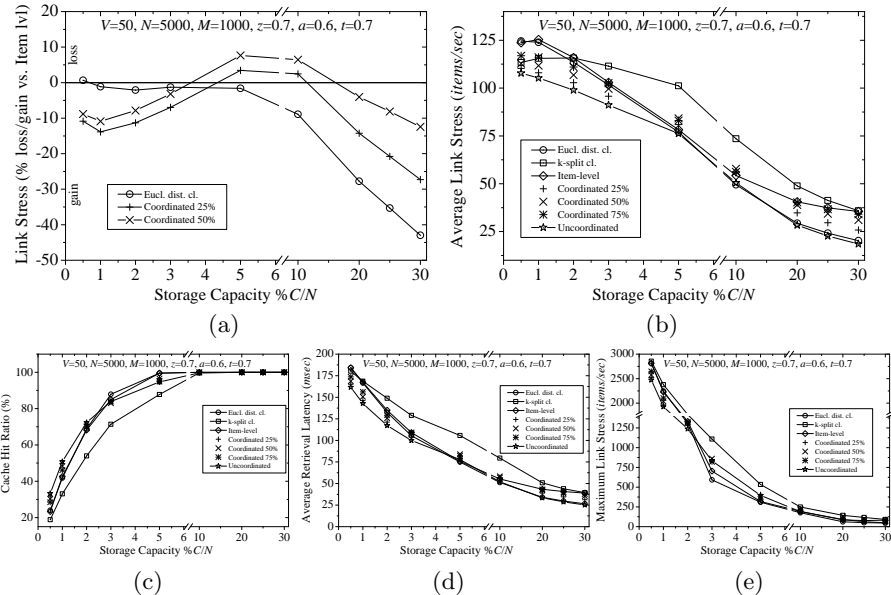 V=50, N=5000, M=1000, z=0.7, a=0.6, t=0.7
Link Stress (% loss/gain vs. Item lvl)
loss
gain
20
10
0
-10
-20
-30
-40
-50
Eucl. dist. cl.
Coordinated 25%
Coordinated 50%
0 1 2 3 4 5 6 10 20 30
Storage Capacity %C/N
(a)
V=50, N=5000, M=1000, z=0.7, a=0.6, t=0.7
Average Link Stress (items/sec)
125
100
75
50
25
Eucl. dist. cl.
k-split cl.
Item-level
Coordinated 25%
Coordinated 50%
Coordinated 75%
Uncoordinated
0 1 2 3 4 5 6 10 20 30
Storage Capacity %C/N
(b)
V=50, N=5000, M=1000, z=0.7, a=0.6, t=0.7
Cache Hit Ratio (%)
100
80
60
40
20
Eucl. dist. cl.
k-split cl.
Item-level
Coordinated 25%
Coordinated 50%
Coordinated 75%
Uncoordinated
0 1 2 3 4 5 6 10 20 30
Storage Capacity %C/N
(c)
V=50, N=5000, M=1000, z=0.7, a=0.6, t=0.7
Average Retrieval Latency (msec)
200
175
150
125
100
75
50
25
0
Eucl. dist. cl.
k-split cl.
Item-level
Coordinated 25%
Coordinated 50%
Coordinated 75%
Uncoordinated
0 1 2 3 4 5 6 10 20 30
Storage Capacity %C/N
(d)
V=50, N=5000, M=1000, z=0.7, a=0.6, t=0.7
Maximum Link Stress (items/sec)
3000
2500
2000
1250
1000
750
500
250
0
Eucl. dist. cl.
k-split cl.
Item-level
Coordinated 25%
Coordinated 50%
Coordinated 75%
Uncoordinated
0 1 2 3 4 5 6 10 20 30
Storage Capacity %C/N
(e)